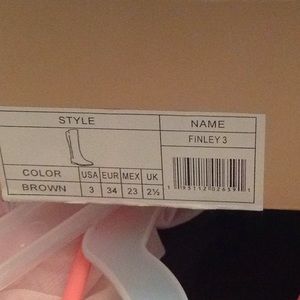 STYLE NAME
FINLEY 3
COLOR USA EUR MEX UK
BROWN 3 34 23 2½